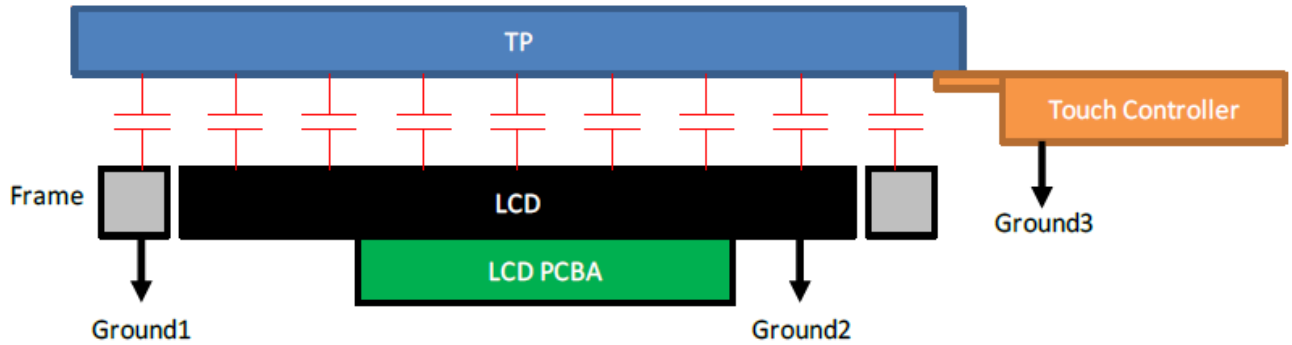 TP
Touch Controller
Frame
LCD
Ground3
LCD PCBA
Ground1
Ground2